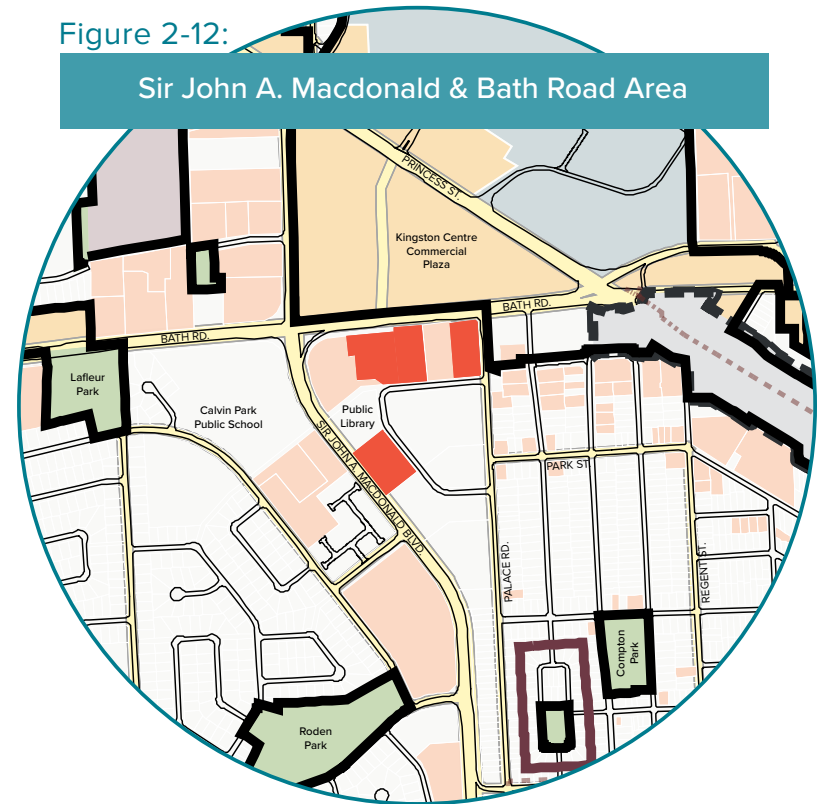 Figure 2-12:
Sir John A. Macdonald & Bath Road Area
PRINCESS ST.
Kingston Centre
Commercial
Plaza
BATH RD.
BATH RD.
Lafleur
Park
Calvin Park
Public School
Public
Library
SIR JOHN A. MACDONALD BLVD.
PARK ST
PALACE RD.
REGENT ST.
Compton
Park
Roden
Park